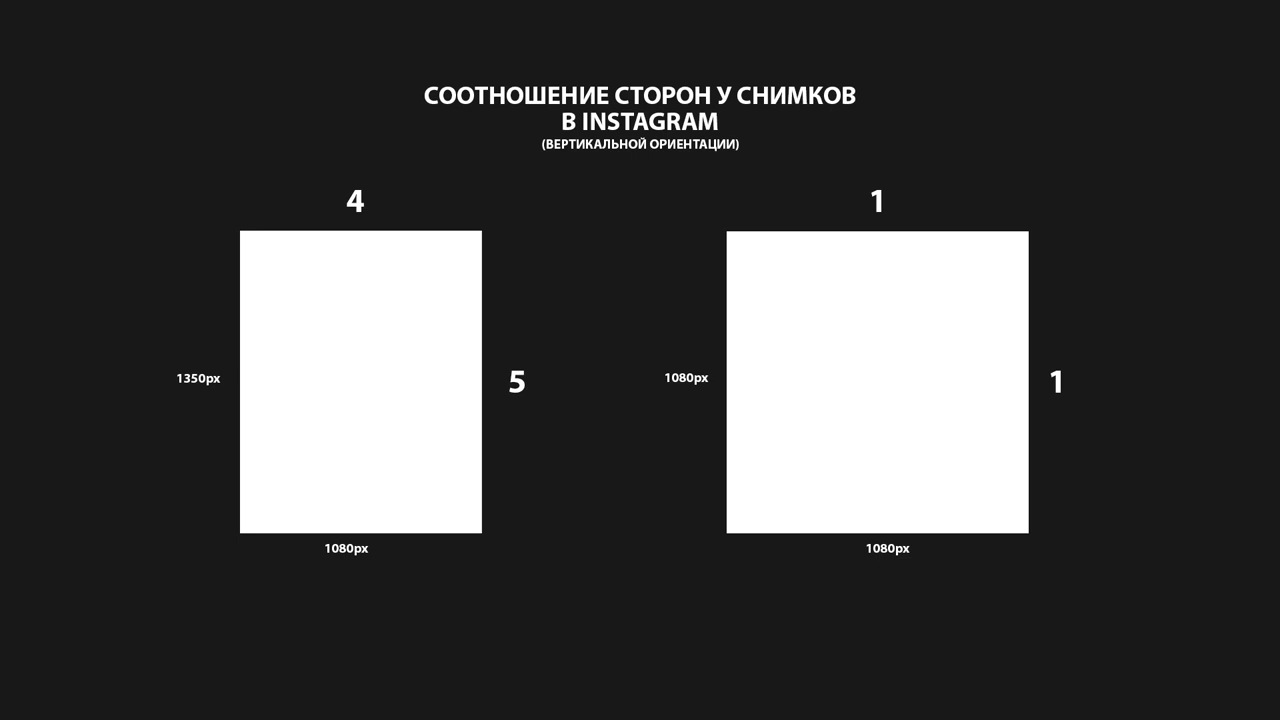 СООТНОШЕНИЕ СТОРОН У СНИМКОВ
В INSTAGRAM
(ВЕРТИКАЛЬНОЙ ОРИЕНТАЦИИ)
4
1
1350px
5
1080px
1
1080px
1080px